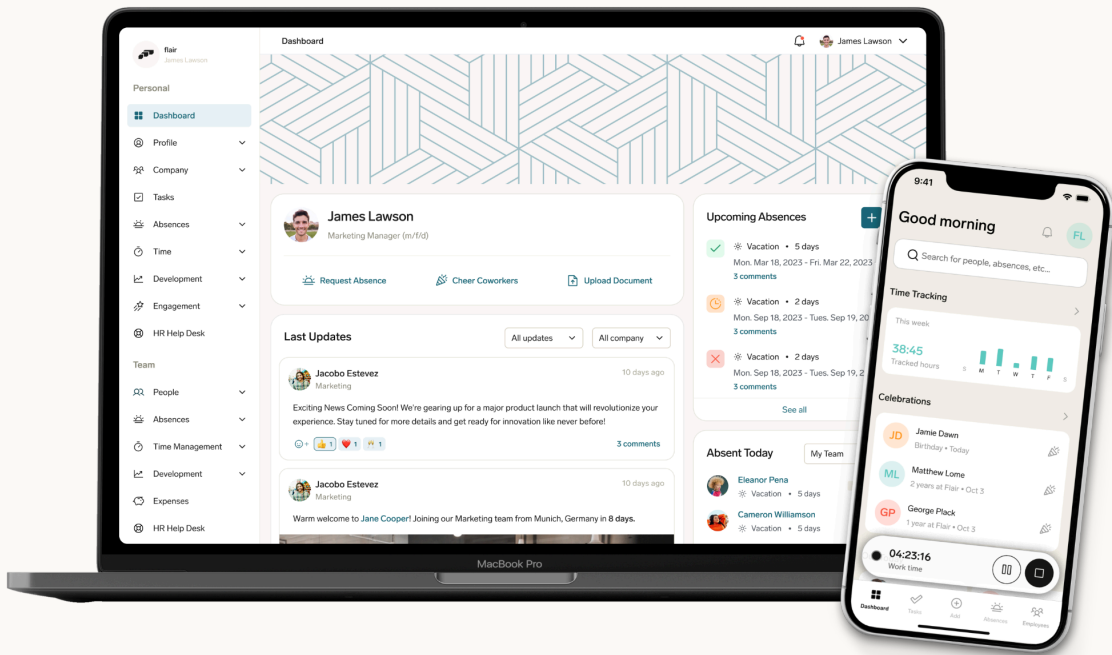 flair
James Lawson
Personal
Dashboard
Profile
Company
Tasks
Absences
Time
Development
Engagement
HR Help Desk
Team
People
Absences
Time Management
Development
Expenses
HR Help Desk
Dashboard
James Lawson
James Lawson
Marketing Manager (m/f/d)
Request Absence
Cheer Coworkers
Upload Document
Last Updates
All updates
All company
Jacobo Estevez
10 days ago
Marketing
Exciting News Coming Soon! We're gearing up for a major product launch that will revolutionize your
experience. Stay tuned for more details and get ready for innovation like never before!
1
1
1
3 comments
Jacobo Estevez
10 days ago
Marketing
Warm welcome to Jane Cooper! Joining our Marketing team from Munich, Germany in 8 days.
Upcoming Absences
Vacation • 5 days
Mon. Mar 18, 2023 - Fri. Mar 22, 2023
3 comments
Vacation • 2 days
Mon. Sep 18, 2023 - Tues. Sep 19, 20
3 comments
Vacation • 2 days
Mon. Sep 18, 2023 - Tues. Sep 19, 2
3 comments
See all
Absent Today
My Team
Eleanor Pena
Vacation • 5 days
Cameron Williamson
Vacation • 5 days
MacBook Pro
9:41
Good morning
FL
Search for people, absences, etc...
Time Tracking
This week
38:45
Tracked hours
S M T W T F S
Celebrations
JD
Jamie Dawn
Birthday • Today
ML
Matthew Lome
2 years at Flair • Oct 3
GP
George Plack
1 year at Flair • Oct 3
04:23:16
Work time
Dashboard
Tasks
Add
Absences
Employees